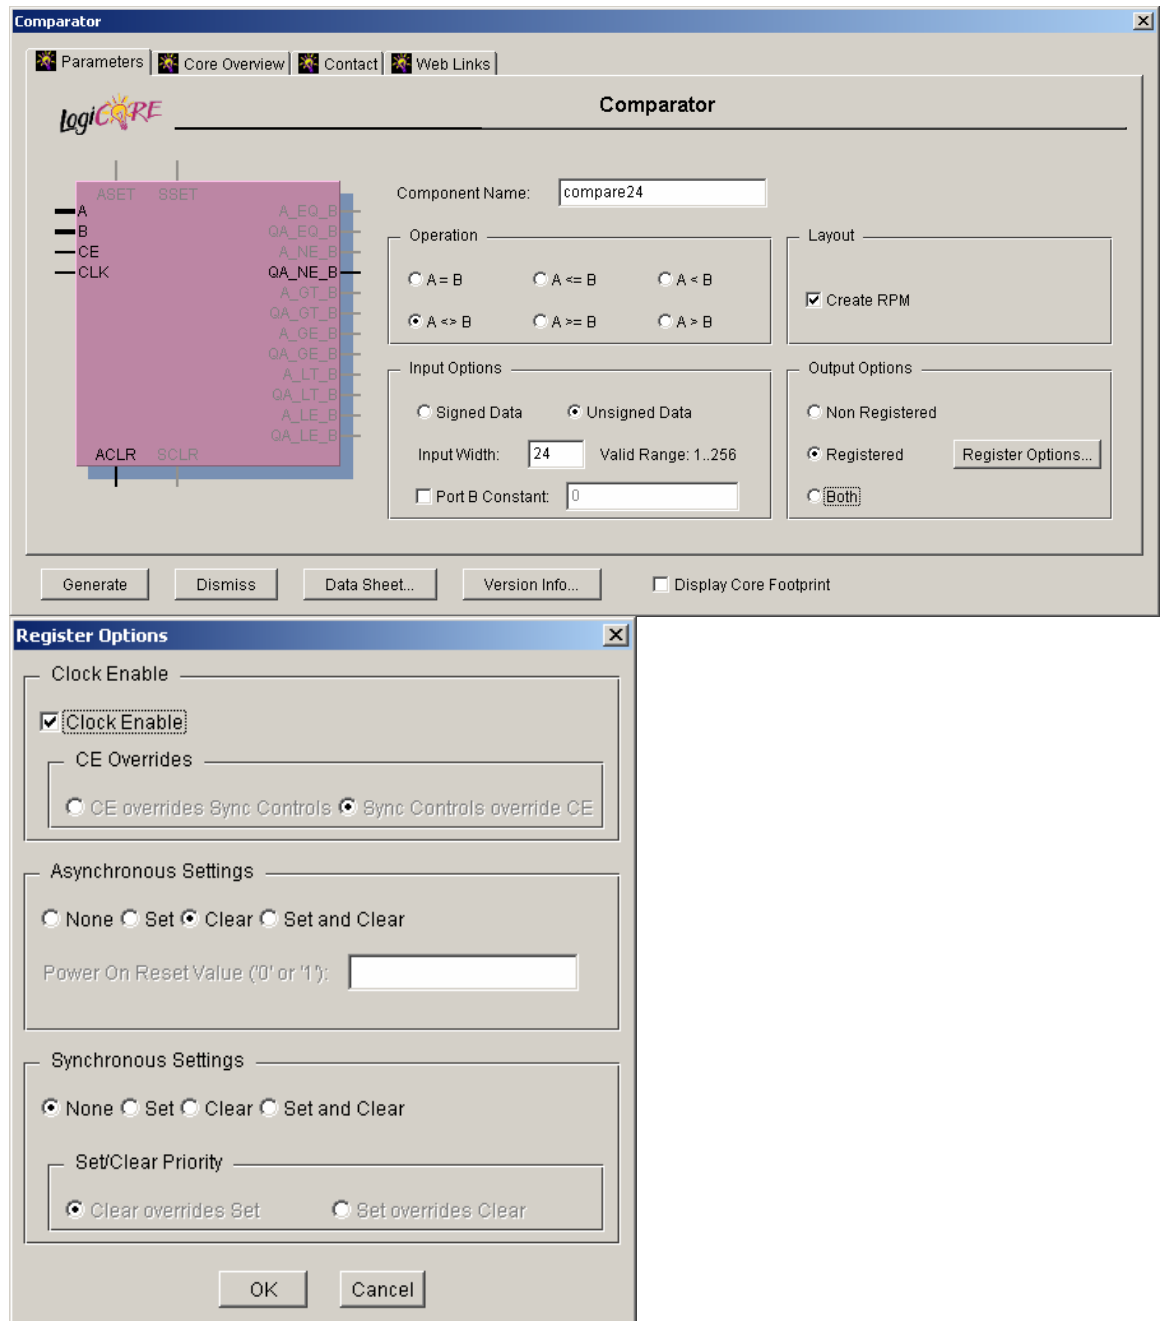 Comparator
Parameters Core Overview Contact Web Links
LogiCORE
Comparator
ASET SSET
A
B
CE
CLK
A_EQ_B
QA_EQ_B
A_NE_B
QA_NE_B
A_GT_B
QA_GT_B
A_GE_B
QA_GE_B
A_LT_B
QA_LT_B
A_LE_B
QA_LE_B
ACLR SCLR
Component Name: compare24
Operation
A = B A <= B A < B
A <> B A >= B A > B
Layout
Create RPM
Input Options
Signed Data Unsigned Data
Input Width: 24 Valid Range: 1..256
Port B Constant: 0
Output Options
Non Registered
Registered Register Options...
Both
Generate Dismiss Data Sheet... Version Info... Display Core Footprint
Register Options
Clock Enable
Clock Enable
CE Overrides
CE overrides Sync Controls Sync Controls override CE
Asynchronous Settings
None Set Clear Set and Clear
Power On Reset Value ('0' or '1'):
Synchronous Settings
None Set Clear Set and Clear
Set/Clear Priority
Clear overrides Set Set overrides Clear
OK Cancel